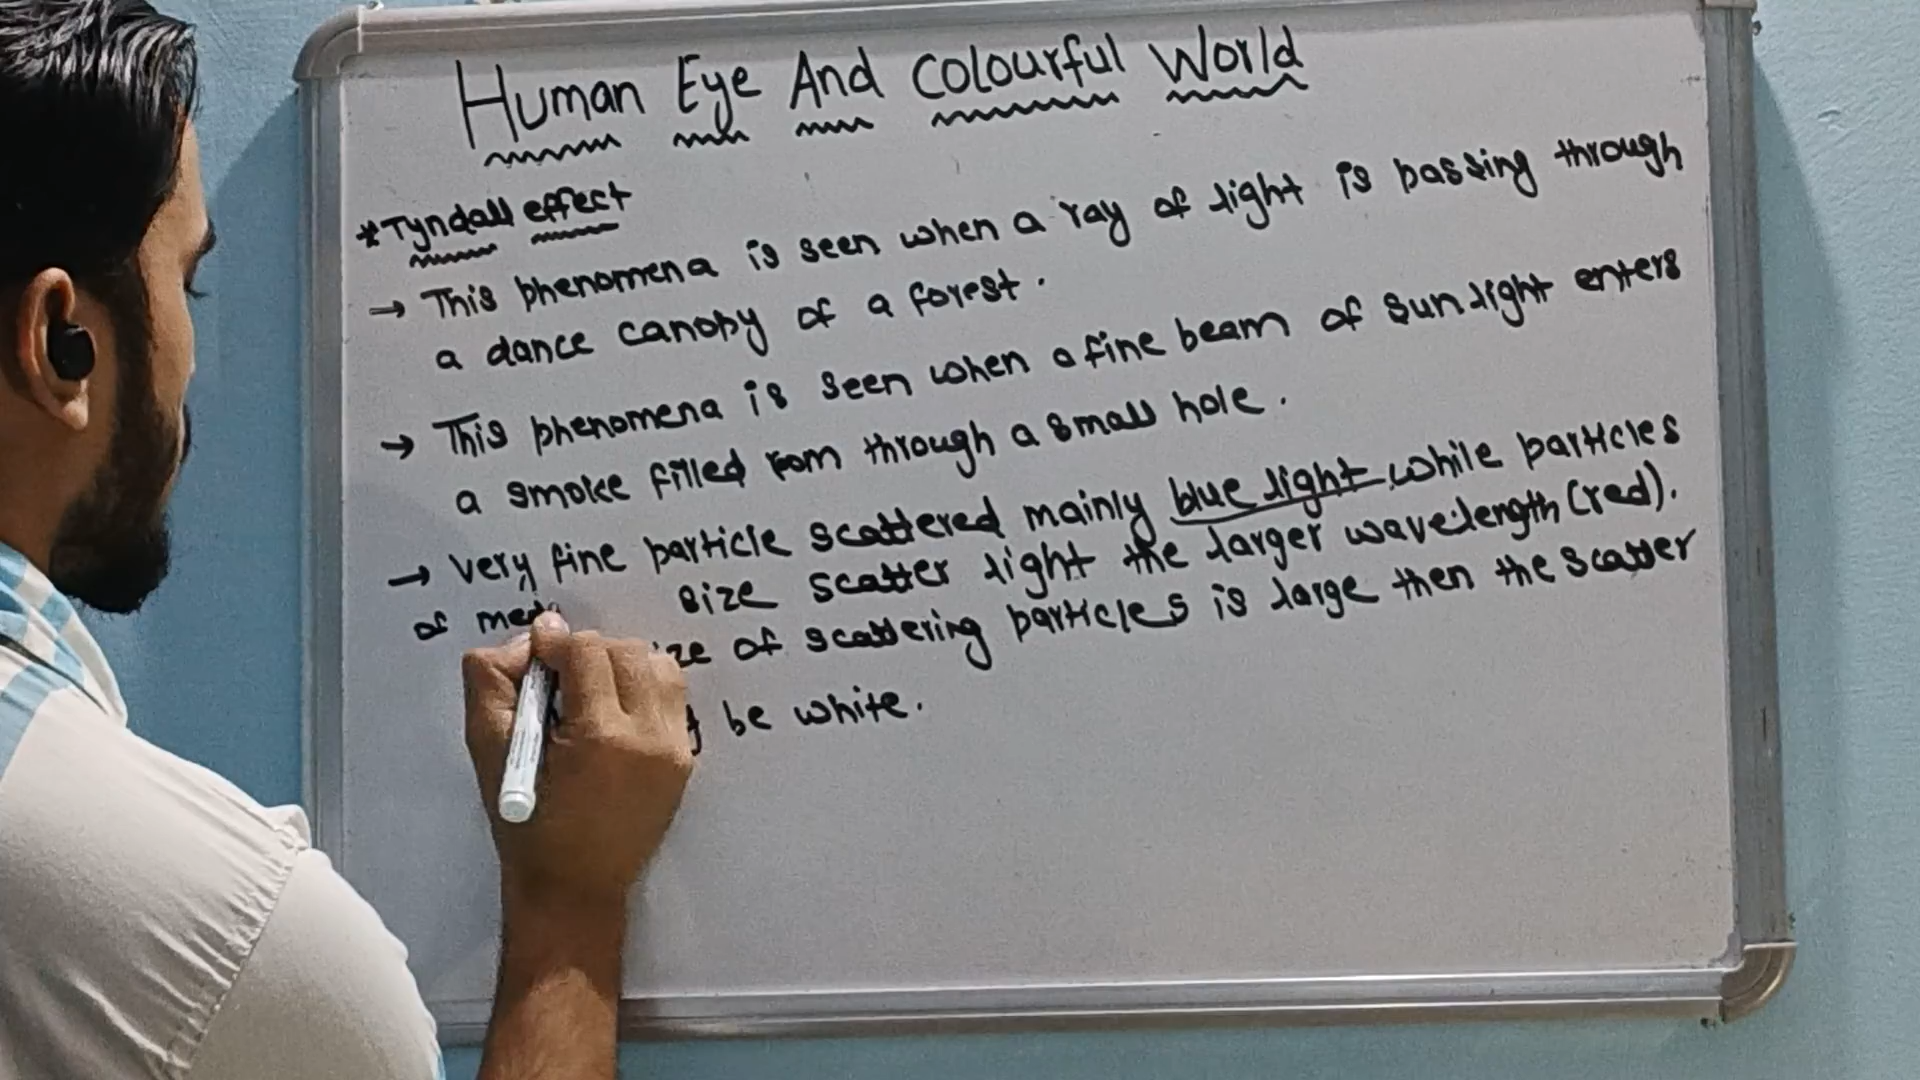 Human Eye And Colourful World
*Tyndall effect
→ This phenomena is seen when a ray of light is passing through
a dance canopy of a forest.
→ This phenomena is seen when a fine beam of sunlight enters
a smoke filled room through a small hole.
→ Very fine particle scattered mainly blue light while particles
of size scatter light the larger wavelength (red).
size of scattering particles is large then the scatter
be white.